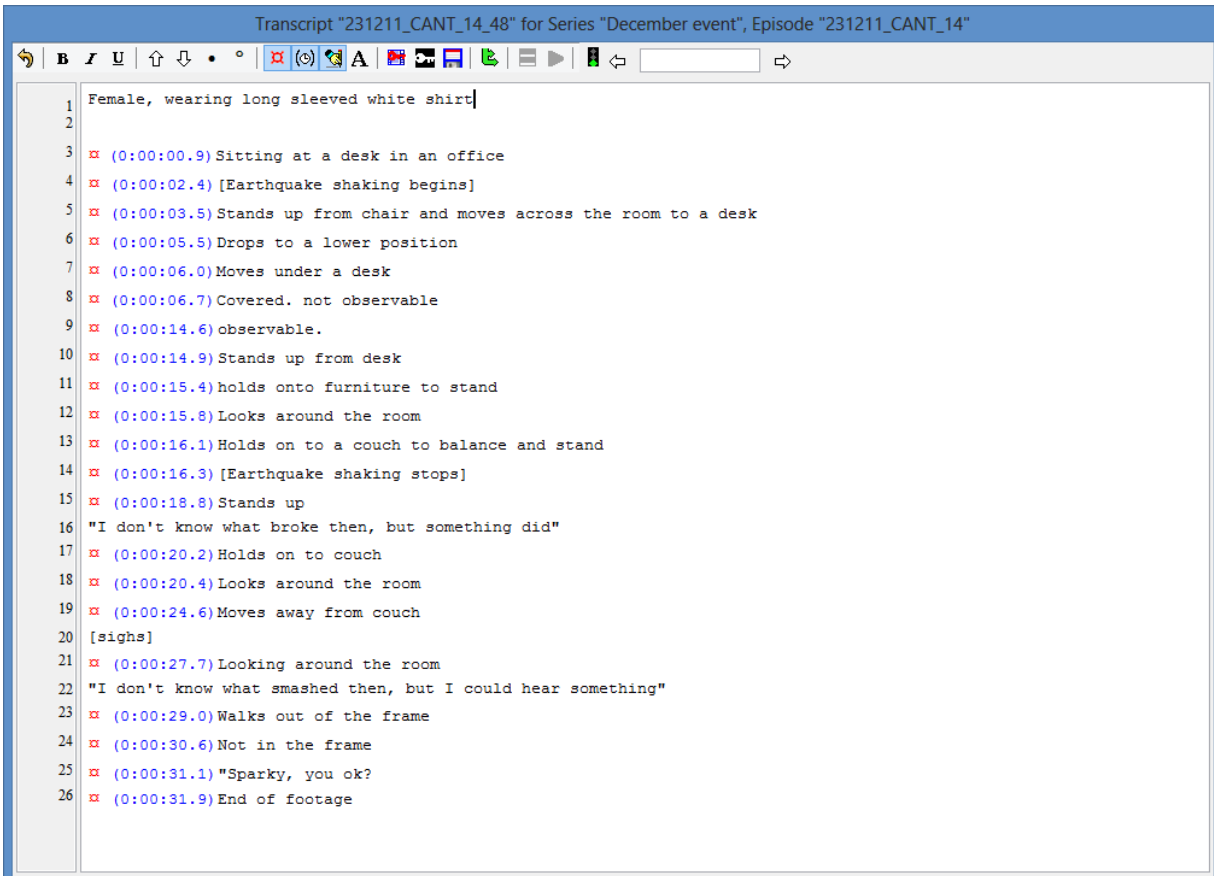 Transcript "231211_CANT_14_48" for Series "December event", Episode "231211_CANT_14"
B I U A
1 Female, wearing long sleeved white shirt
2
3 ¤ (0:00:00.9) Sitting at a desk in an office
4 ¤ (0:00:02.4) [Earthquake shaking begins]
5 ¤ (0:00:03.5) Stands up from chair and moves across the room to a desk
6 ¤ (0:00:05.5) Drops to a lower position
7 ¤ (0:00:06.0) Moves under a desk
8 ¤ (0:00:06.7) Covered. not observable
9 ¤ (0:00:14.6) observable.
10 ¤ (0:00:14.9) Stands up from desk
11 ¤ (0:00:15.4) holds onto furniture to stand
12 ¤ (0:00:15.8) Looks around the room
13 ¤ (0:00:16.1) Holds on to a couch to balance and stand
14 ¤ (0:00:16.3) [Earthquake shaking stops]
15 ¤ (0:00:18.8) Stands up
16 "I don't know what broke then, but something did"
17 ¤ (0:00:20.2) Holds on to couch
18 ¤ (0:00:20.4) Looks around the room
19 ¤ (0:00:24.6) Moves away from couch
20 [sighs]
21 ¤ (0:00:27.7) Looking around the room
22 "I don't know what smashed then, but I could hear something"
23 ¤ (0:00:29.0) Walks out of the frame
24 ¤ (0:00:30.6) Not in the frame
25 ¤ (0:00:31.1) "Sparky, you ok?
26 ¤ (0:00:31.9) End of footage